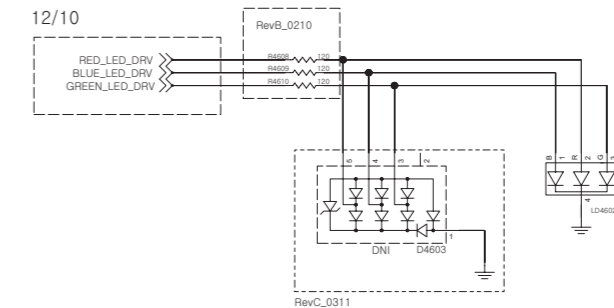 12/10
RevB_0210
RED_LED_DRV R4608 120
BLUE_LED_DRV R4609 120
GREEN_LED_DRV R4610 120
5 4 3 2
B 1 R 2 G 3
4
LD4602
1
DNI D4603
RevC_0311